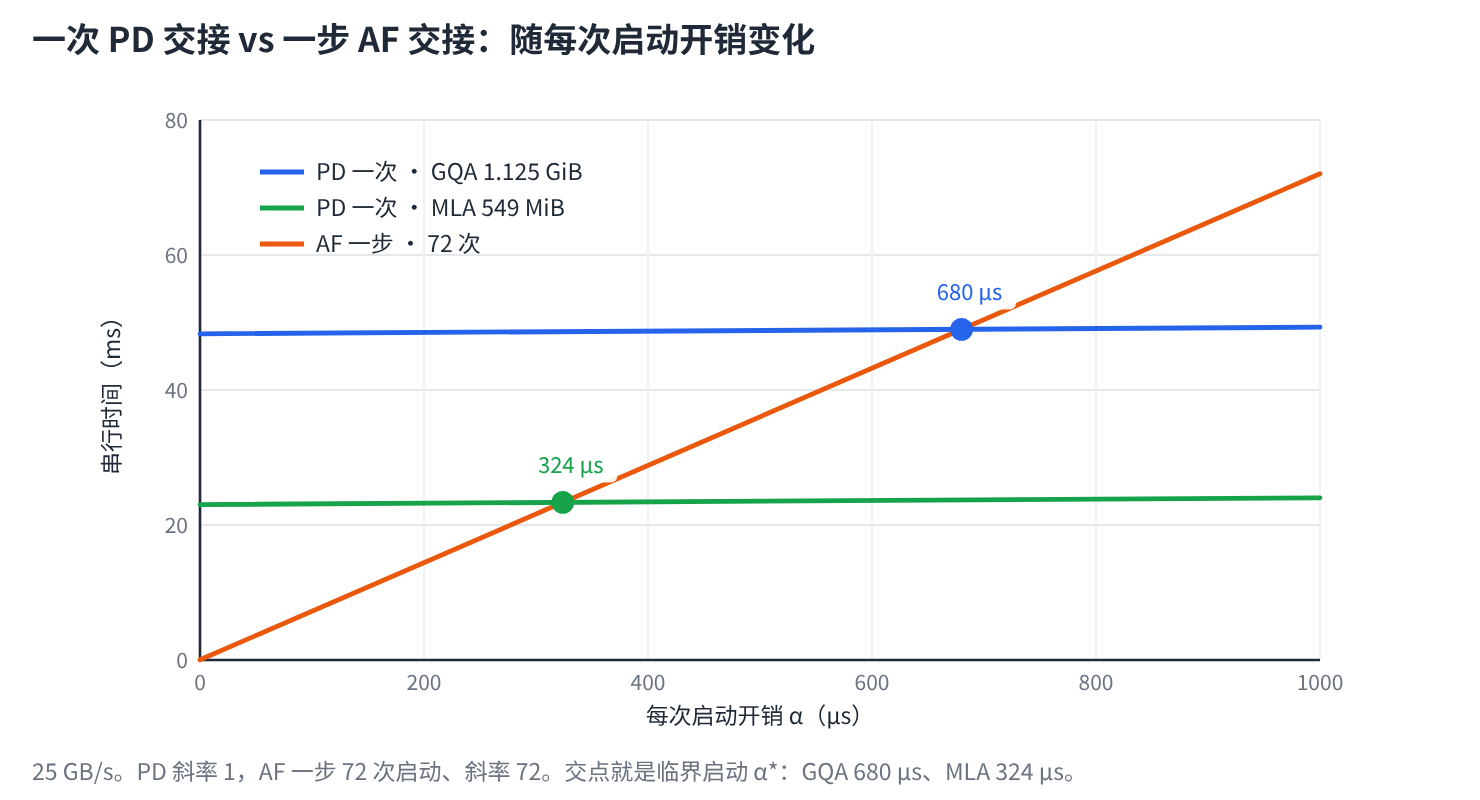 一次 PD 交接 vs 一步 AF 交接：随每次启动开销变化
80
60
40
20
0
串行时间（ms）
PD 一次 · GQA 1.125 GiB
PD 一次 · MLA 549 MiB
AF 一步 · 72 次
680 μs
324 μs
0 200 400 600 800 1000
每次启动开销 α（μs）
25 GB/s。PD 斜率 1，AF 一步 72 次启动、斜率 72。交点就是临界启动 α*：GQA 680 μs、MLA 324 μs。